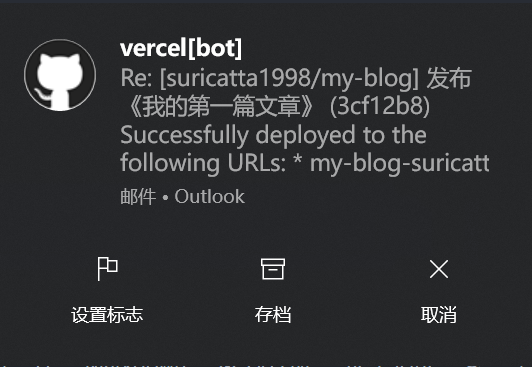 vercel[bot]
Re: [suricatta1998/my-blog] 发布
《我的第一篇文章》 (3cf12b8)
Successfully deployed to the
following URLs: * my-blog-suricatt
邮件 • Outlook
设置标志 存档 取消